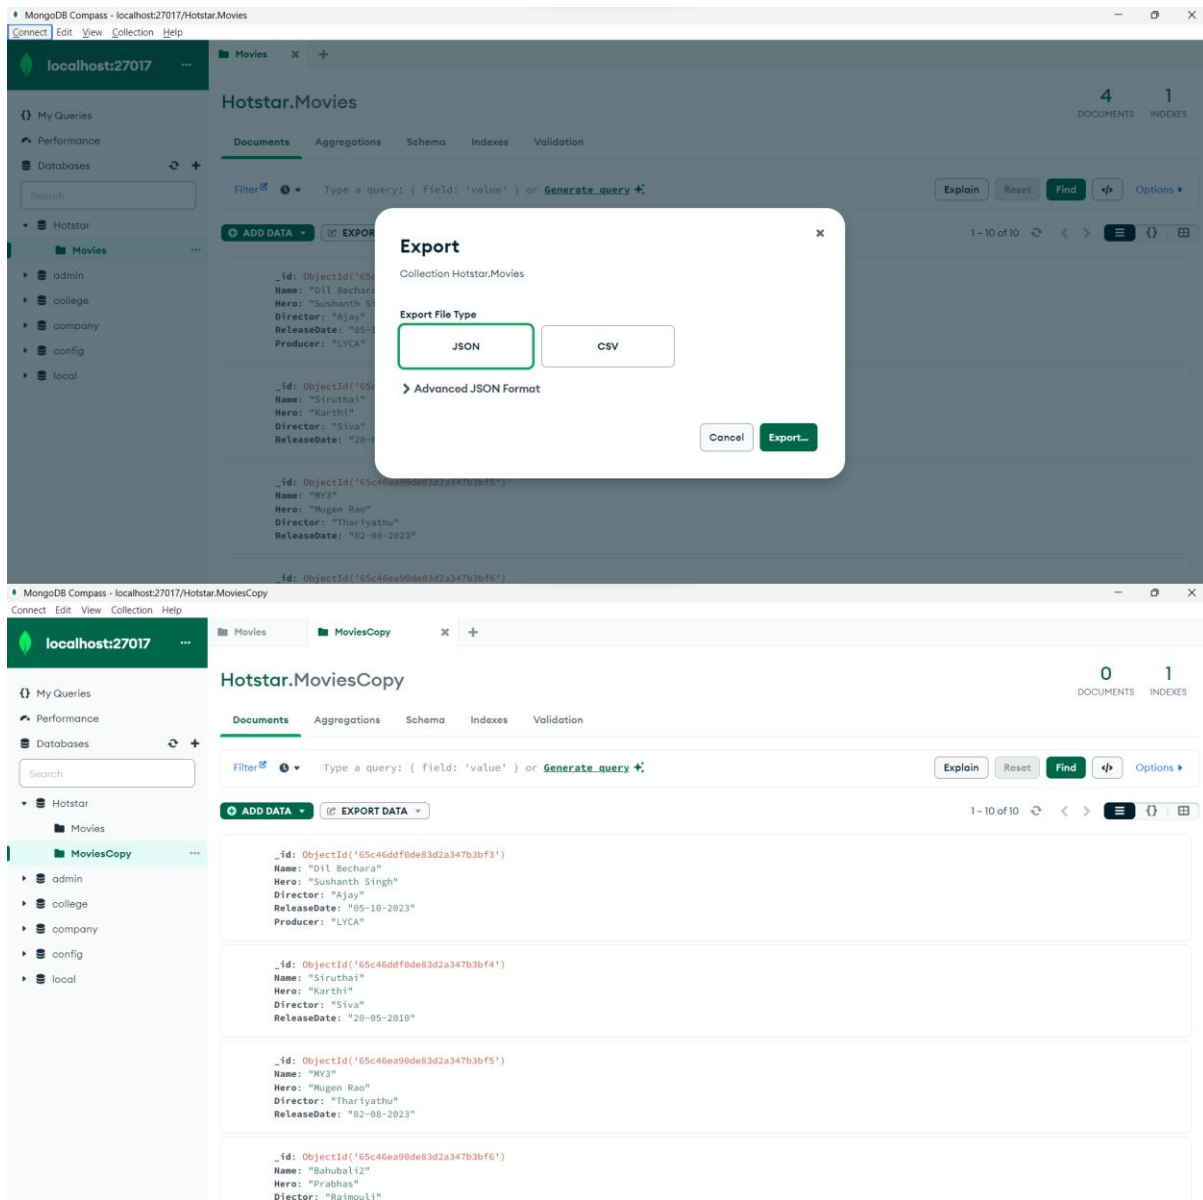 MongoDB Compass - localhost:27017/Hotstar.Movies
Connect Edit View Collection Help
localhost:27017 ...
Movies
Hotstar.Movies
4 1
DOCUMENTS INDEXES
{} My Queries
Performance
Databases
Search
Hotstar
Movies ...
admin
college
company
config
local
Documents Aggregations Schema Indexes Validation
Filter Type a query: { field: 'value' } or Generate query
Explain Reset Find </> Options
ADD DATA EXPOR
1 – 10 of 10 {}
Export
Collection Hotstar.Movies
Export File Type
JSON CSV
Advanced JSON Format
Cancel Export...
_id: ObjectId('65c
Name: "Dil Bechar
Hero: "Sushanth S
Director: "Ajay"
ReleaseDate: "05-1
Producer: "LYCA"
_id: ObjectId('65c
Name: "Siruthai"
Hero: "Karthi"
Director: "Siva"
ReleaseDate: "20-0
_id: ObjectId('65c46ea90de83d2a347b3bf5')
Name: "MY3"
Hero: "Mugen Rao"
Director: "Thariyathu"
ReleaseDate: "02-08-2023"
_id: ObjectId('65c46ea90de83d2a347b3bf6')
MongoDB Compass - localhost:27017/Hotstar.MoviesCopy
Connect Edit View Collection Help
localhost:27017 ...
Movies MoviesCopy
Hotstar.MoviesCopy
0 1
DOCUMENTS INDEXES
{} My Queries
Performance
Databases
Search
Hotstar
Movies
MoviesCopy ...
admin
college
company
config
local
Documents Aggregations Schema Indexes Validation
Filter Type a query: { field: 'value' } or Generate query
Explain Reset Find </> Options
ADD DATA EXPORT DATA
1 – 10 of 10 {}
_id: ObjectId('65c46ddf0de83d2a347b3bf3')
Name: "Dil Bechara"
Hero: "Sushanth Singh"
Director: "Ajay"
ReleaseDate: "05-10-2023"
Producer: "LYCA"
_id: ObjectId('65c46ddf0de83d2a347b3bf4')
Name: "Siruthai"
Hero: "Karthi"
Director: "Siva"
ReleaseDate: "20-05-2010"
_id: ObjectId('65c46ea90de83d2a347b3bf5')
Name: "MY3"
Hero: "Mugen Rao"
Director: "Thariyathu"
ReleaseDate: "02-08-2023"
_id: ObjectId('65c46ea90de83d2a347b3bf6')
Name: "Bahubali2"
Hero: "Prabhas"
Diector: "Rajmouli"